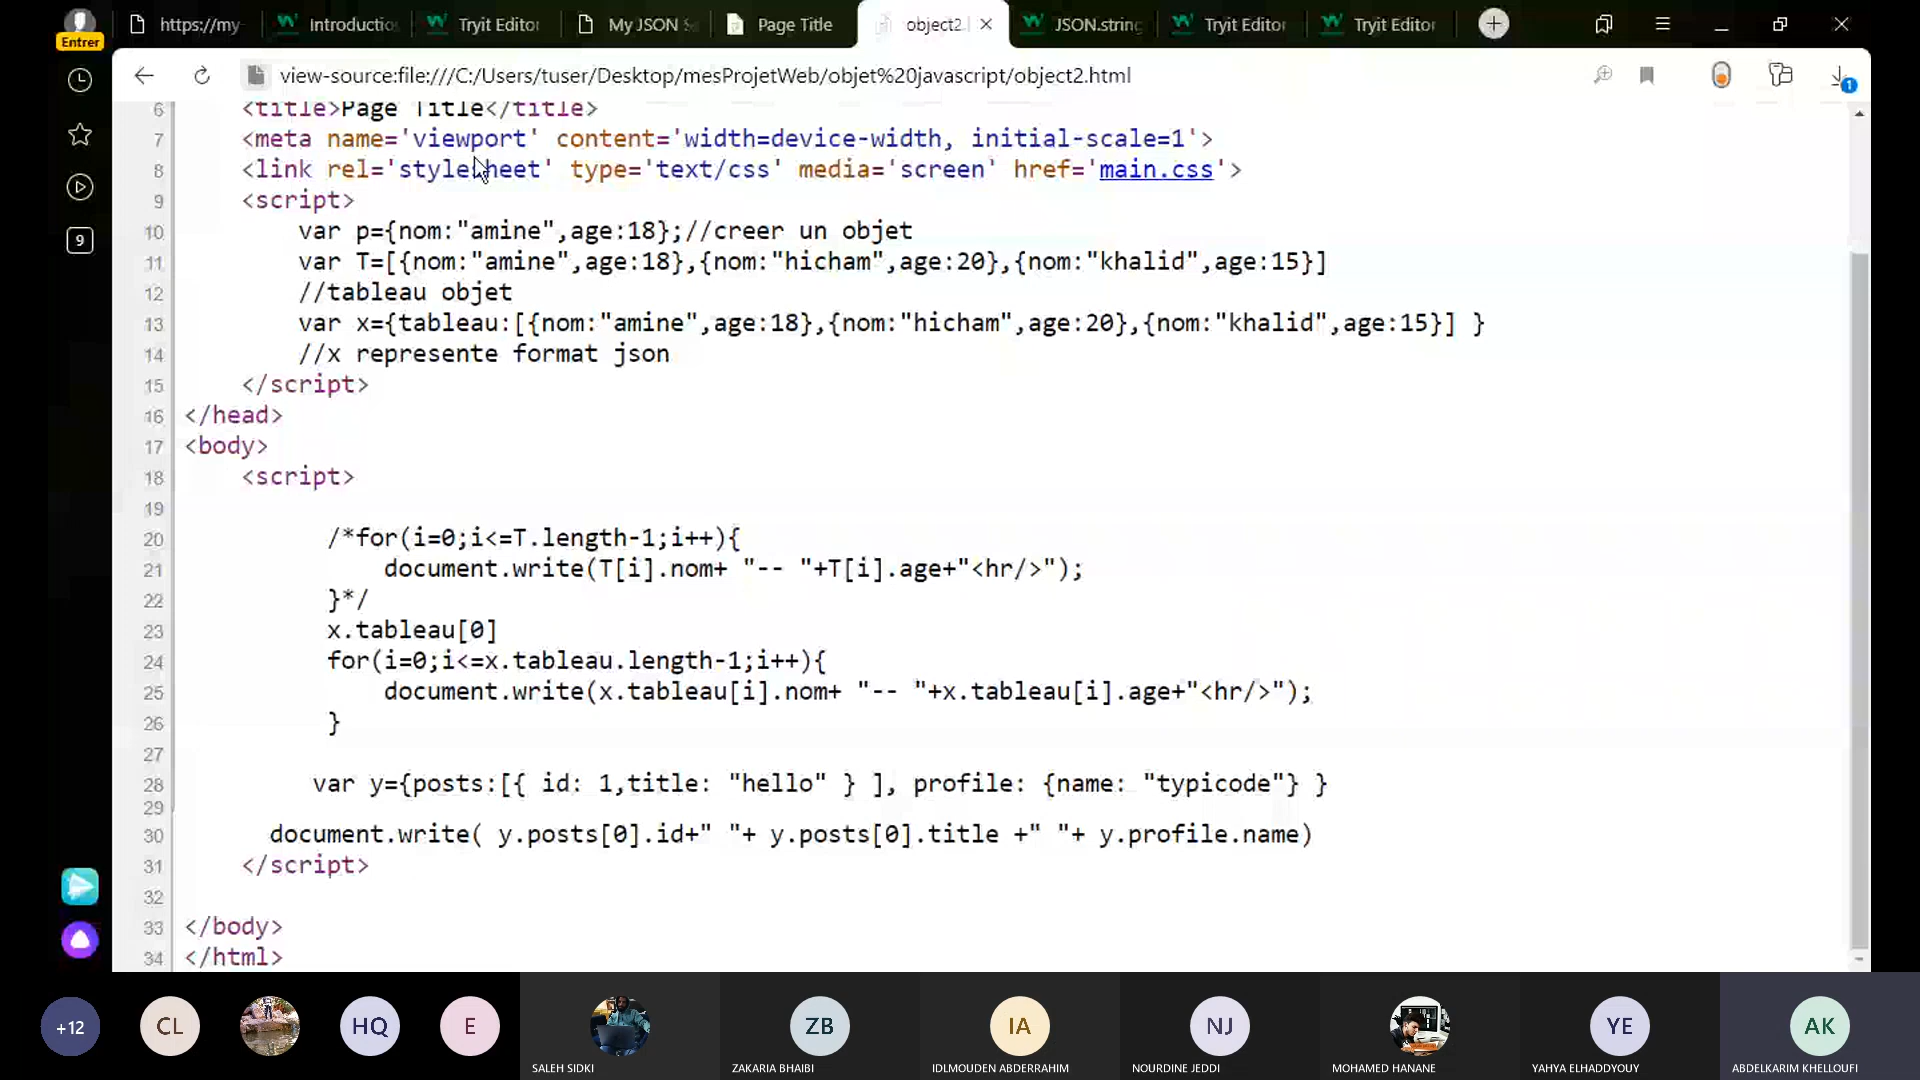 Entrer
https://my
Introductio
Tryit Editor
My JSON S
Page Title
object2.
JSON.string
Tryit Editor
Tryit Editor
view-source:file:///C:/Users/tuser/Desktop/mesProjetWeb/objet%20javascript/object2.html
1
9
6 <title>Page Title</title>
7 <meta name='viewport' content='width=device-width, initial-scale=1'>
8 <link rel='stylesheet' type='text/css' media='screen' href='main.css'>
9 <script>
10 var p={nom:"amine",age:18};//creer un objet
11 var T=[{nom:"amine",age:18},{nom:"hicham",age:20},{nom:"khalid",age:15}]
12 //tableau objet
13 var x={tableau:[{nom:"amine",age:18},{nom:"hicham",age:20},{nom:"khalid",age:15}] }
14 //x represente format json
15 </script>
16 </head>
17 <body>
18 <script>
19
20 /*for(i=0;i<=T.length-1;i++){
21 document.write(T[i].nom+ "-- "+T[i].age+"<hr/>");
22 }*/
23 x.tableau[0]
24 for(i=0;i<=x.tableau.length-1;i++){
25 document.write(x.tableau[i].nom+ "-- "+x.tableau[i].age+"<hr/>");
26 }
27
28 var y={posts:[{ id: 1,title: "hello" } ], profile: {name: "typicode"} }
29
30 document.write( y.posts[0].id+" "+ y.posts[0].title +" "+ y.profile.name)
31 </script>
32
33 </body>
34 </html>
+12
CL
HQ
E
ZB
IA
NJ
YE
AK
SALEH SIDKI
ZAKARIA BHAIBI
IDLMOUDEN ABDERRAHIM
NOURDINE JEDDI
MOHAMED HANANE
YAHYA ELHADDYOUY
ABDELKARIM KHELLOUFI